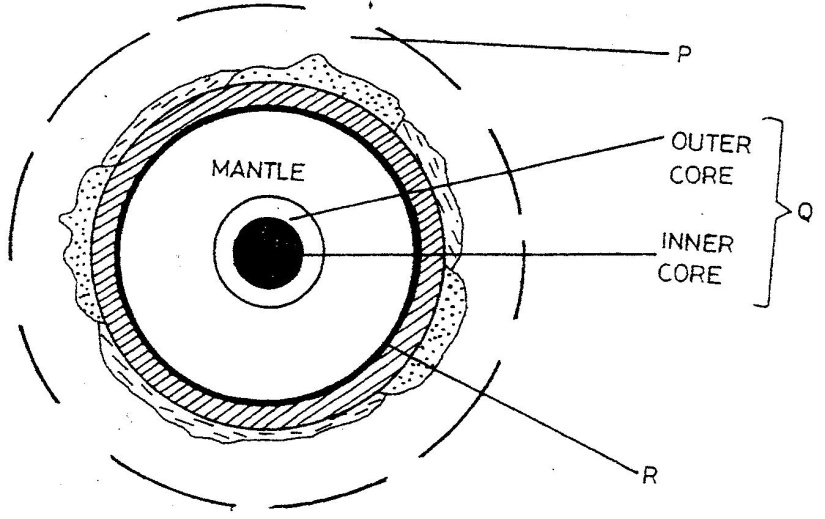 P
OUTER
CORE
MANTLE
Q
INNER
CORE
R